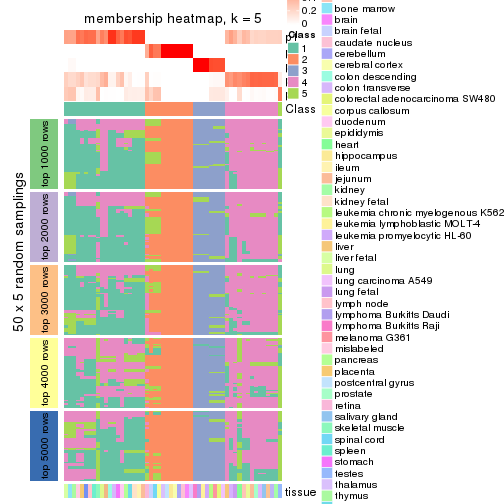 membership heatmap, k = 5
0.2
0
Class
1
2
3
4
5
Class
50 x 5 random samplings
top 1000 rows
top 2000 rows
top 3000 rows
top 4000 rows
top 5000 rows
tissue
bone marrow
brain
brain fetal
caudate nucleus
cerebellum
cerebral cortex
colon descending
colon transverse
colorectal adenocarcinoma SW480
corpus callosum
duodenum
epididymis
heart
hippocampus
ileum
jejunum
kidney
kidney fetal
leukemia chronic myelogenous K562
leukemia lymphoblastic MOLT-4
leukemia promyelocytic HL-60
liver
liver fetal
lung
lung carcinoma A549
lung fetal
lymph node
lymphoma Burkitts Daudi
lymphoma Burkitts Raji
melanoma G361
mislabeled
pancreas
placenta
postcentral gyrus
prostate
retina
salivary gland
skeletal muscle
spinal cord
spleen
stomach
testes
thalamus
thymus